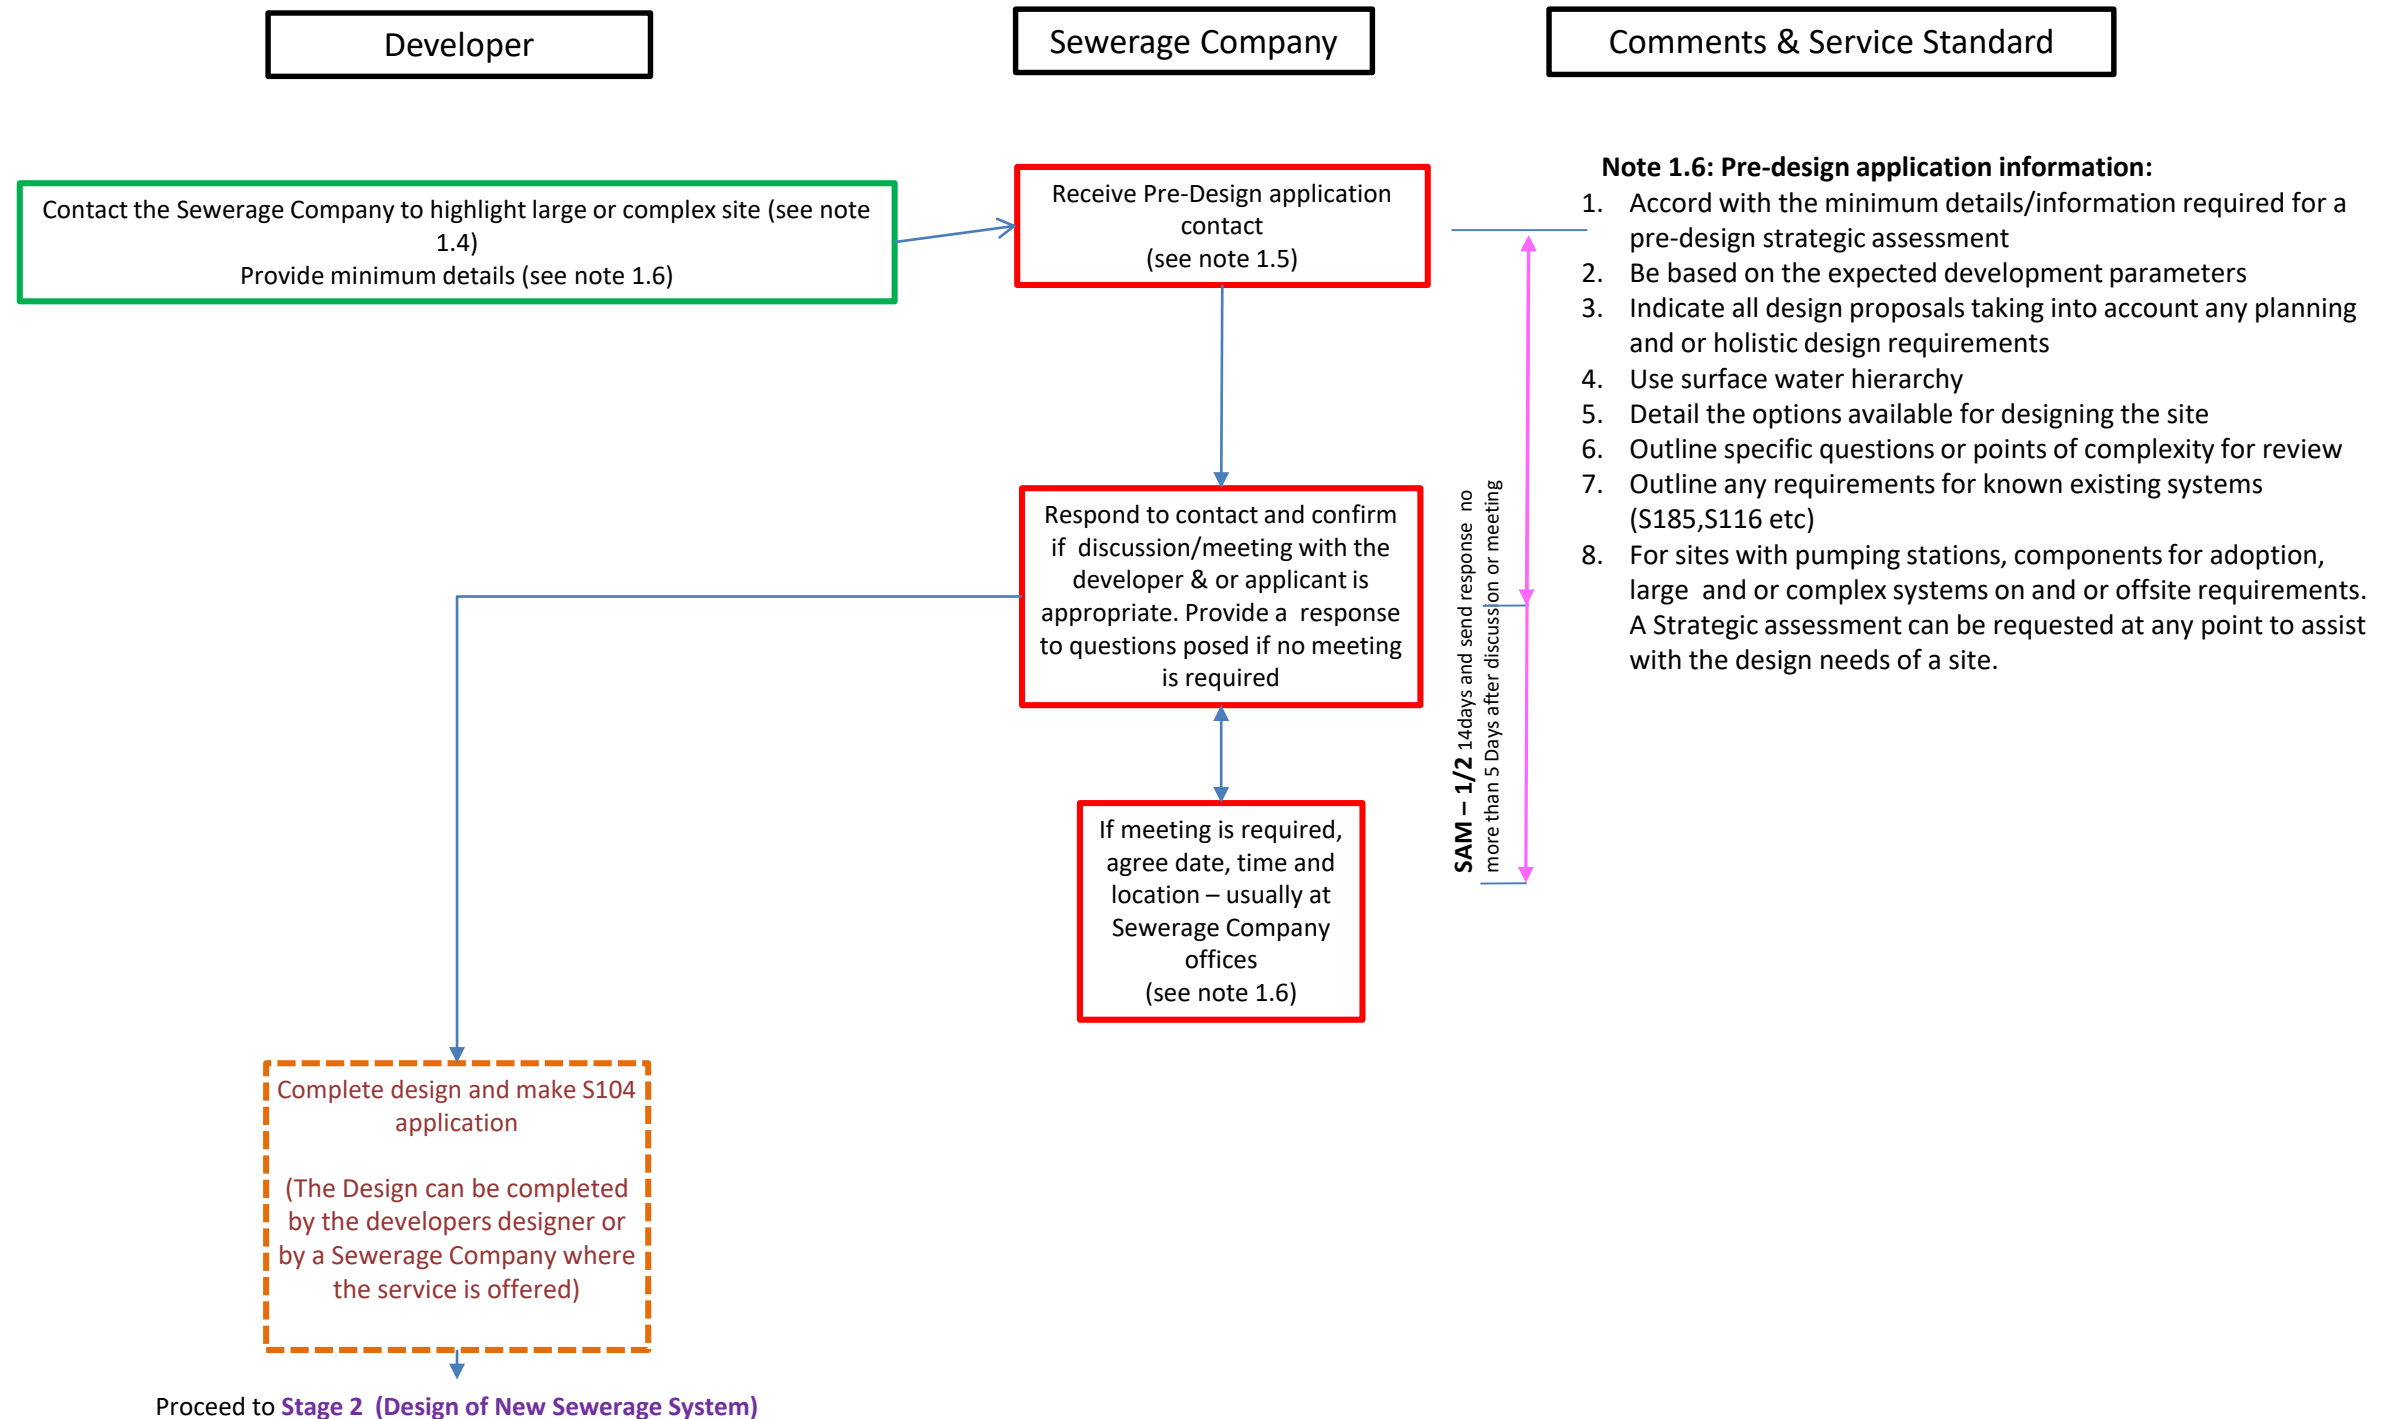 Developer
Sewerage Company
Comments & Service Standard
Contact the Sewerage Company to highlight large or complex site (see note
1.4)
Provide minimum details (see note 1.6)
Receive Pre-Design application
contact
(see note 1.5)
Respond to contact and confirm
if  discussion/meeting with the
developer & or applicant is
appropriate. Provide a  response
to questions posed if no meeting
is required
If meeting is required,
agree date, time and
location – usually at
Sewerage Company
offices
(see note 1.6)
SAM – 1/2 14days and send response  no
more than 5 Days after discussion or meeting
Note 1.6: Pre-design application information:
1. Accord with the minimum details/information required for a
pre-design strategic assessment
2. Be based on the expected development parameters
3. Indicate all design proposals taking into account any planning
and or holistic design requirements
4. Use surface water hierarchy
5. Detail the options available for designing the site
6. Outline specific questions or points of complexity for review
7. Outline any requirements for known existing systems
(S185,S116 etc)
8. For sites with pumping stations, components for adoption,
large  and or complex systems on and or offsite requirements.
A Strategic assessment can be requested at any point to assist
with the design needs of a site.
Complete design and make S104
application
(The Design can be completed
by the developers designer or
by a Sewerage Company where
the service is offered)
Proceed to Stage 2  (Design of New Sewerage System)